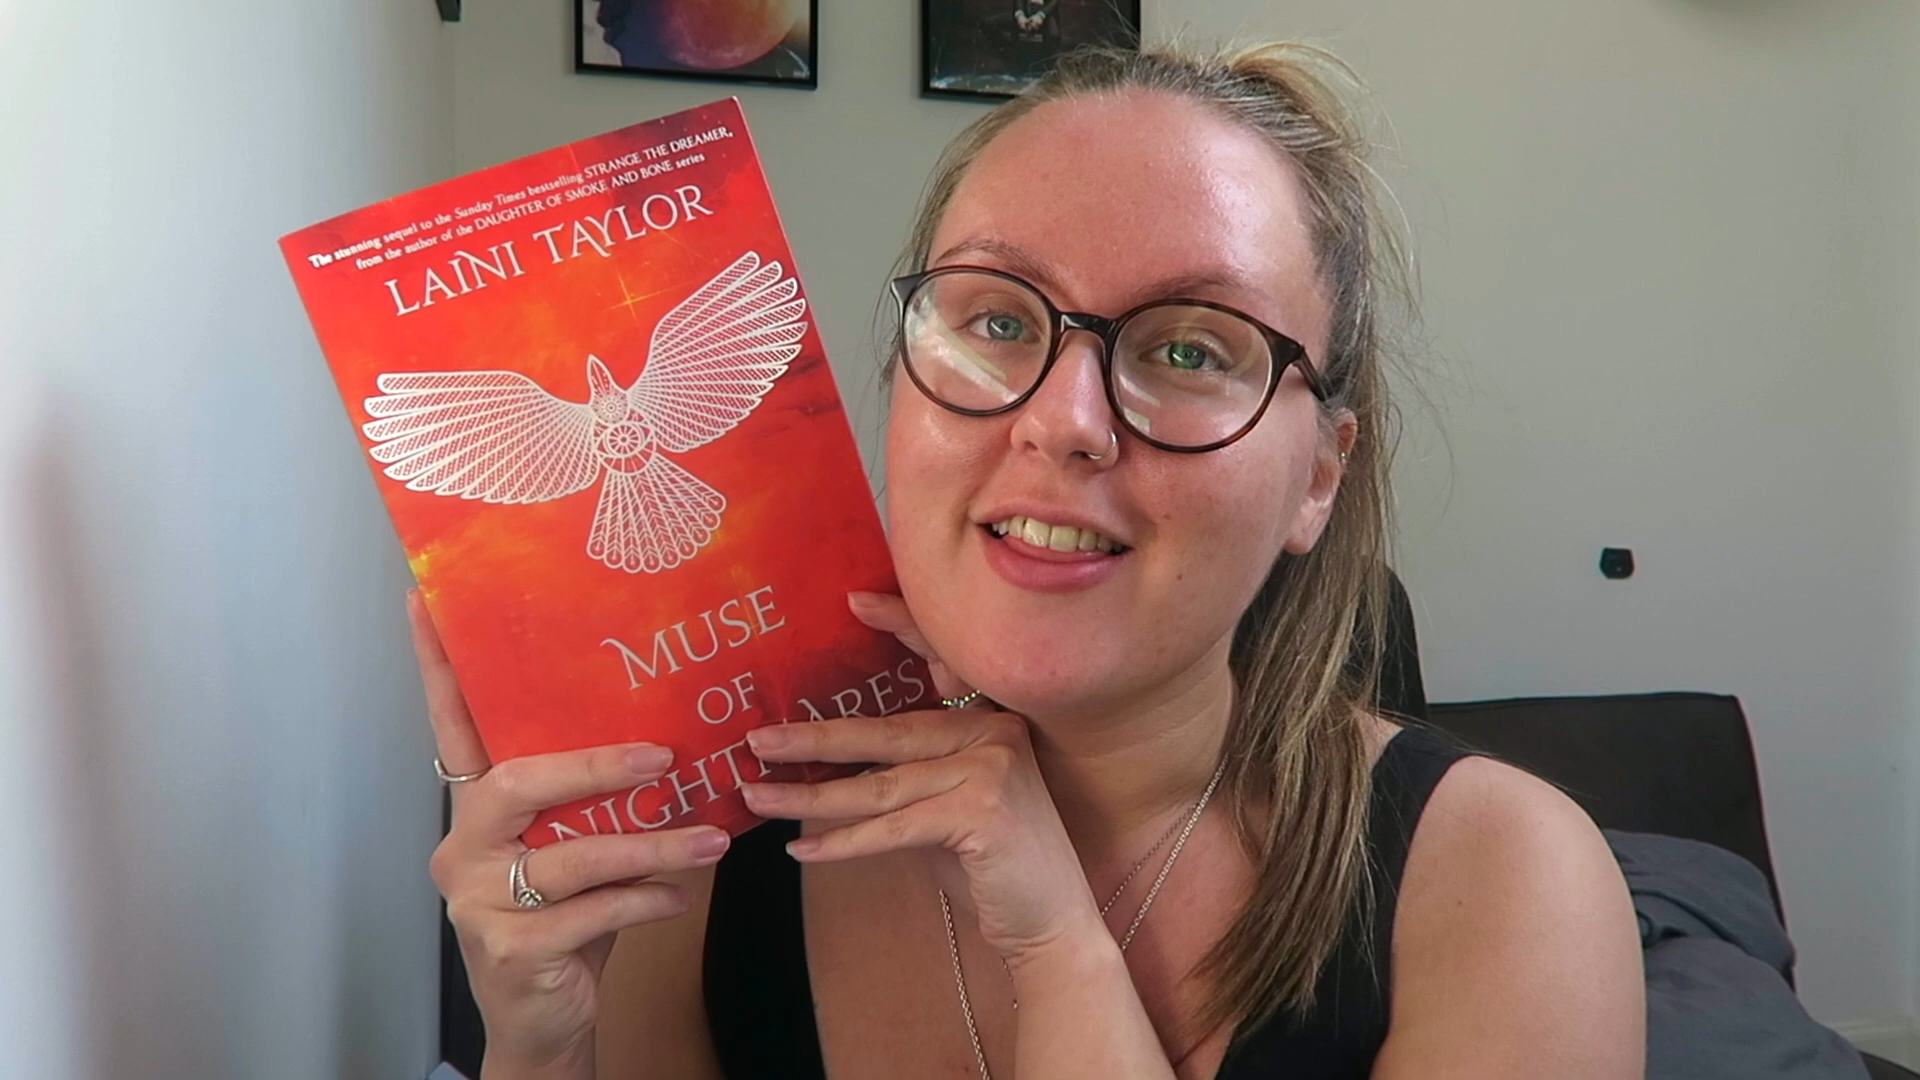 The stunning sequel to the Sunday Times bestselling STRANGE THE DREAMER,
from the author of the DAUGHTER OF SMOKE AND BONE series
LAINI TAYLOR
MUSE
OF
NIGHTMARES